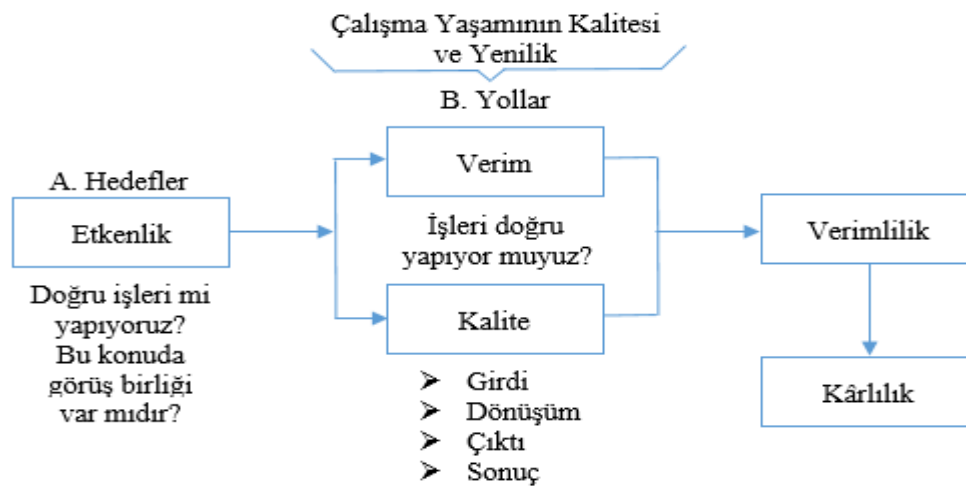 Çalışma Yaşamının Kalitesi
ve Yenilik
B. Yollar
Verim
A. Hedefler
Etkenlik
İşleri doğru
yapıyor muyuz?
Verimlilik
Doğru işleri mi
yapıyoruz?
Bu konuda
görüş birliği
var mıdır?
Kalite
➤ Girdi
➤ Dönüşüm
➤ Çıktı
➤ Sonuç
Kârlılık